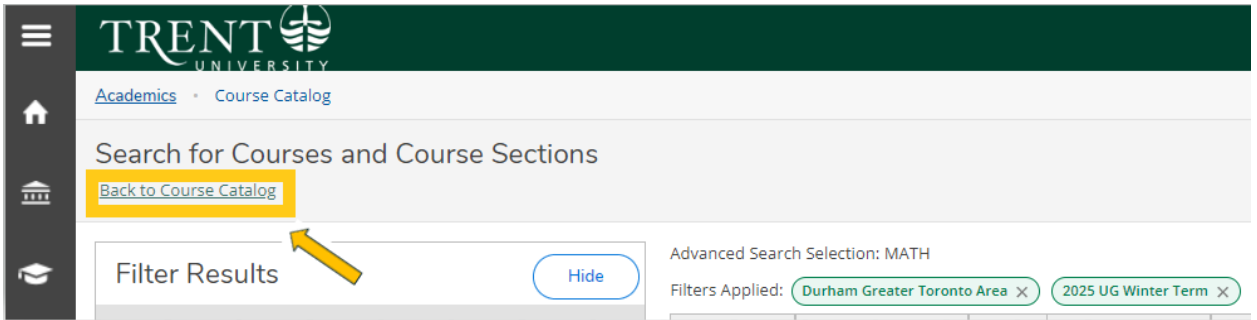 TRENT
UNIVERSITY
Academics • Course Catalog
Search for Courses and Course Sections
Back to Course Catalog
Filter Results
Hide
Advanced Search Selection: MATH
Filters Applied: Durham Greater Toronto Area × 2025 UG Winter Term ×